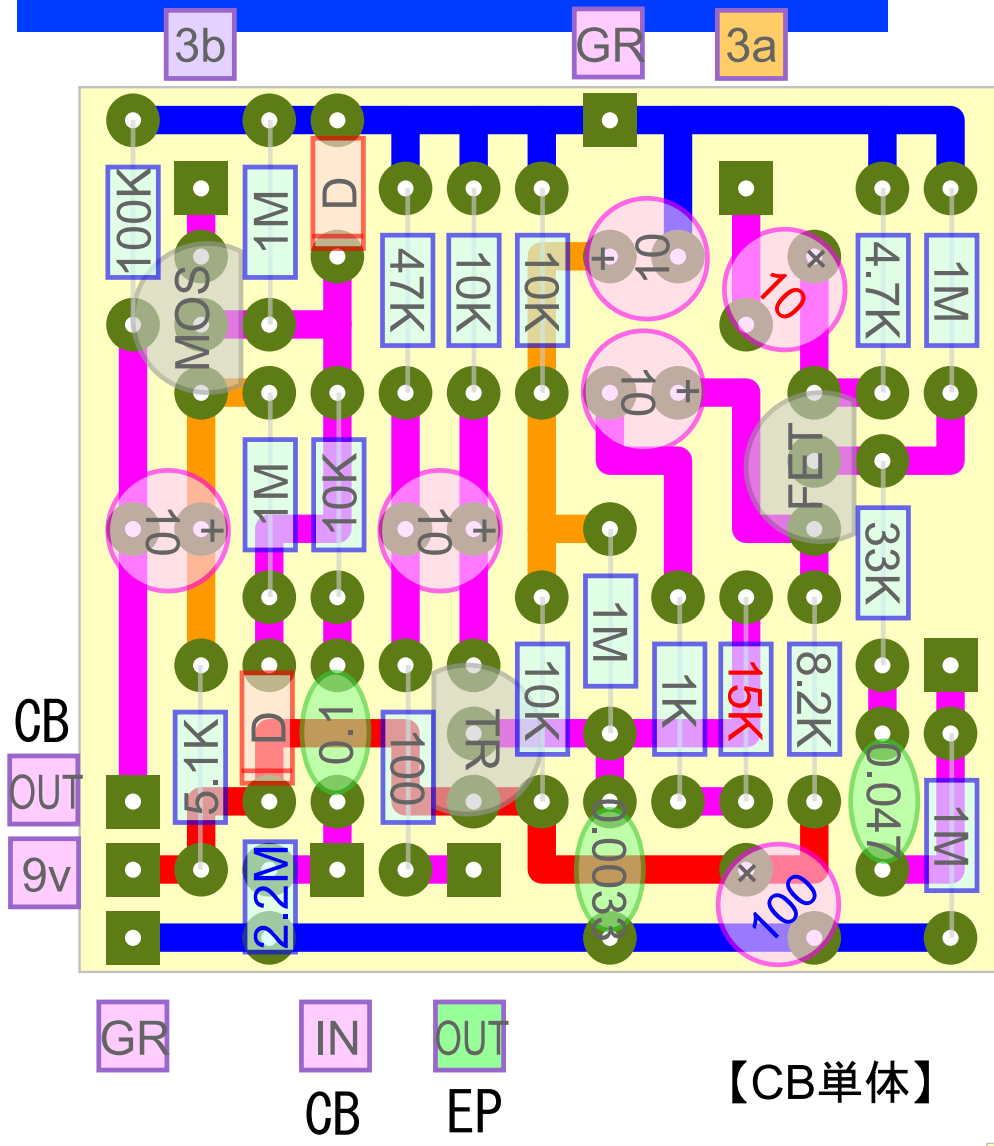 3b GR 3a
100K 1M D 47K 10K 10K + 10 10 × 4.7K 1M
MOS
10 +
FET
1M 10K
10 + 10 +
33K
1M
5.1K D 0.1 100 TR 10K 1K 15K 8.2K
CB
OUT
0.0033 0.047 1M
9v
2.2M × 100
GR IN OUT
CB EP
【CB単体】